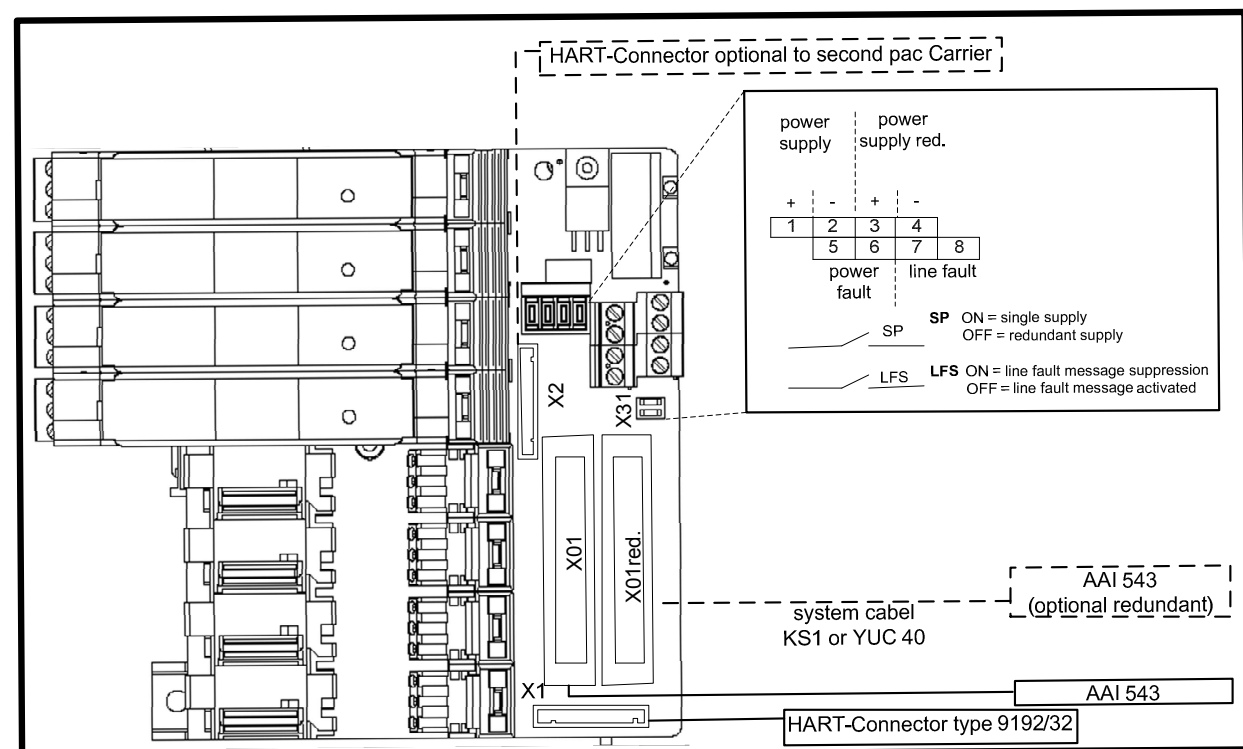 HART-Connector optional to second pac Carrier
power supply
power supply red.
+ - + -
1 2 3 4
5 6 7 8
power fault
line fault
SP
SP ON = single supply
OFF = redundant supply
LFS
LFS ON = line fault message suppression
OFF = line fault message activated
X2
X31
X01
X01red.
AAI 543
(optional redundant)
system cabel
KS1 or YUC 40
X1
AAI 543
HART-Connector type 9192/32